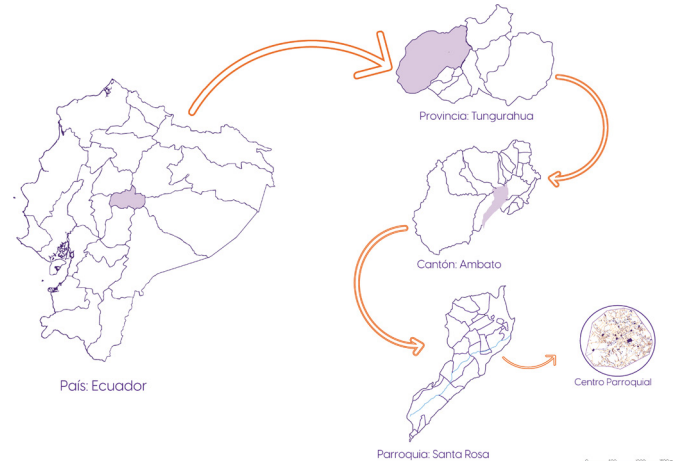 Provincia: Tungurahua
Cantón: Ambato
País: Ecuador
Centro Parroquial
Parroquia: Santa Rosa